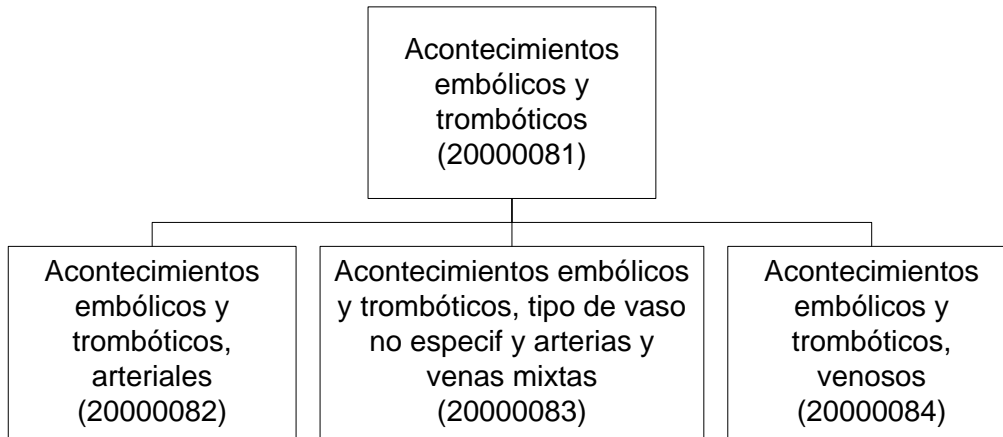 Acontecimientos
embólicos y
trombóticos
(20000081)
Acontecimientos
embólicos y
trombóticos,
arteriales
(20000082)
Acontecimientos embólicos
y trombóticos, tipo de vaso
no especif y arterias y
venas mixtas
(20000083)
Acontecimientos
embólicos y
trombóticos,
venosos
(20000084)